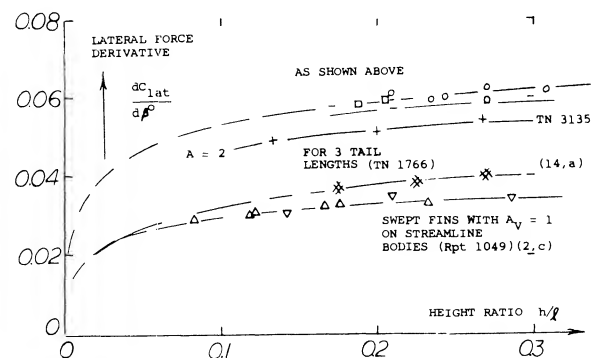 0.08
LATERAL FORCE
DERIVATIVE
AS SHOWN ABOVE
dC lat
dβ°
0.06
TN 3135
A = 2
FOR 3 TAIL
LENGTHS (TN 1766)
(14,a)
0.04
SWEPT FINS WITH A_V = 1
ON STREAMLINE
BODIES (Rpt 1049)(2,c)
0.02
HEIGHT RATIO h/ℓ
0
0
0.1
0.2
0.3